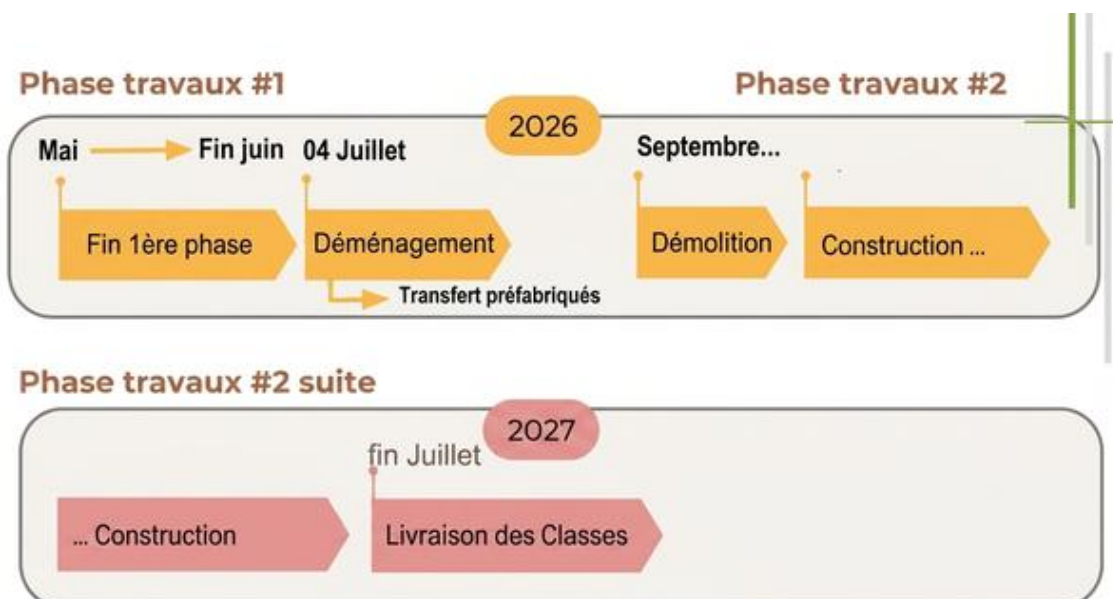 Phase travaux #1
Phase travaux #2
2026
Mai
Fin juin
04 Juillet
Septembre...
Fin 1ère phase
Déménagement
Démolition
Construction ...
Transfert préfabriqués
Phase travaux #2 suite
2027
fin Juillet
... Construction
Livraison des Classes